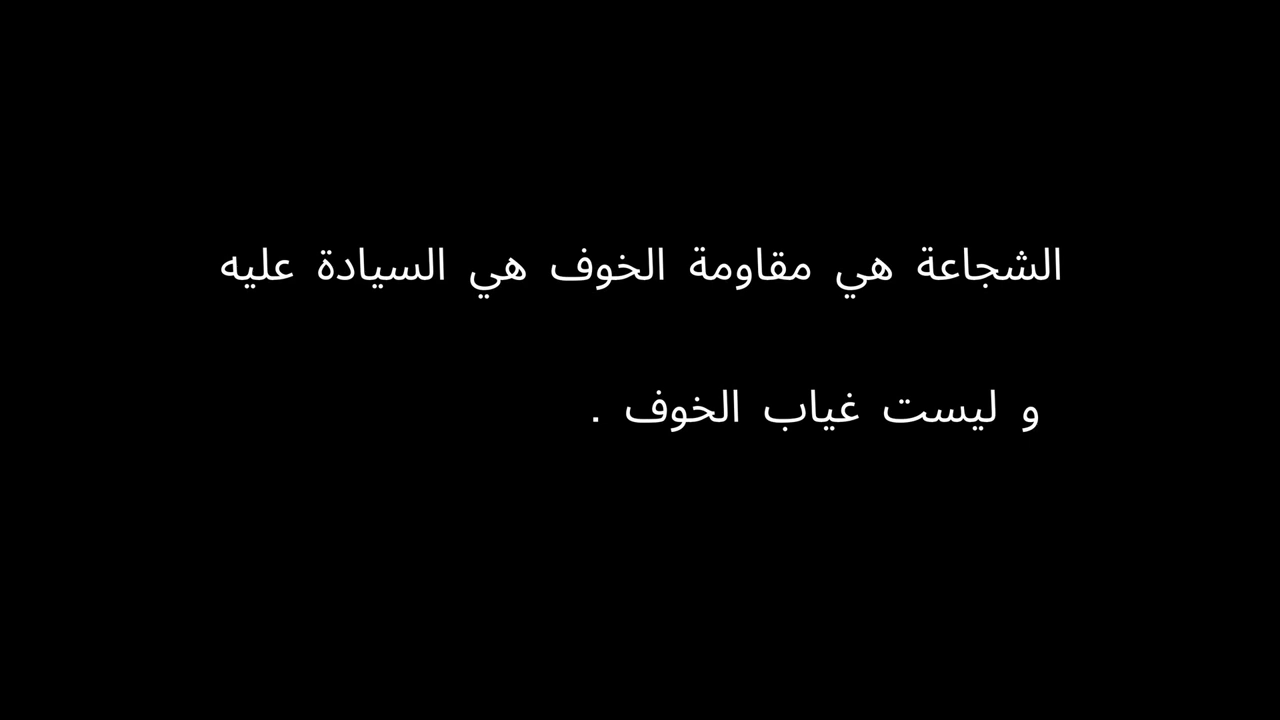 الشجاعة هي مقاومة الخوف هي السيادة عليه
و ليست غياب الخوف .